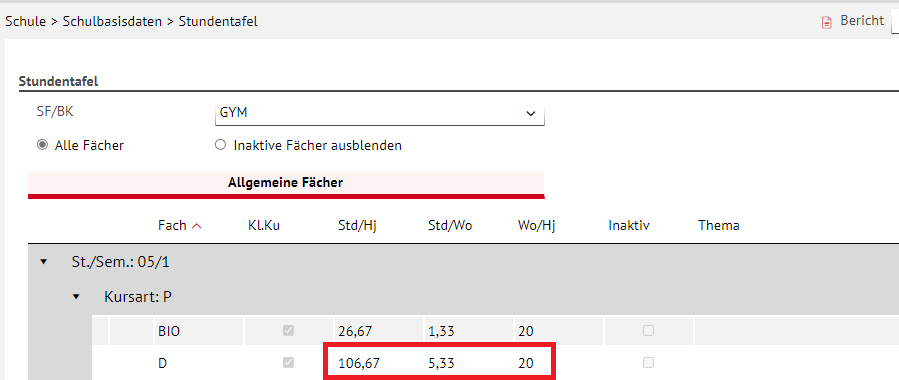 Schule > Schulbasisdaten > Stundentafel
Bericht
Stundentafel
SF/BK GYM
Alle Fächer Inaktive Fächer ausblenden
Allgemeine Fächer
Fach Kl.Ku Std/Hj Std/Wo Wo/Hj Inaktiv Thema
St./Sem.: 05/1
Kursart: P
BIO 26,67 1,33 20
D 106,67 5,33 20